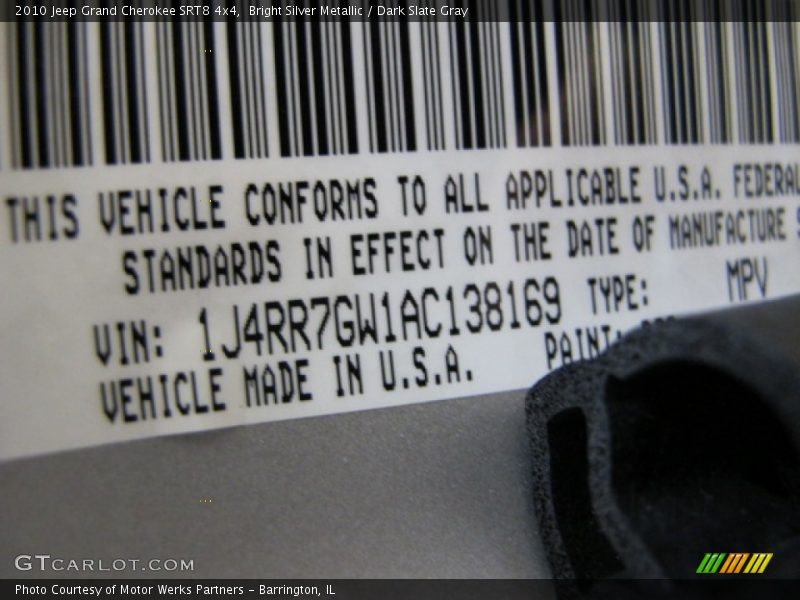 2010 Jeep Grand Cherokee SRT8 4x4, Bright Silver Metallic / Dark Slate Gray
THIS VEHICLE CONFORMS TO ALL APPLICABLE U.S.A. FEDERAL
STANDARDS IN EFFECT ON THE DATE OF MANUFACTURE
VIN: 1J4RR7GW1AC138169 TYPE: MPV
VEHICLE MADE IN U.S.A. PAINT:
GTCARLOT.COM
Photo Courtesy of Motor Werks Partners - Barrington, IL